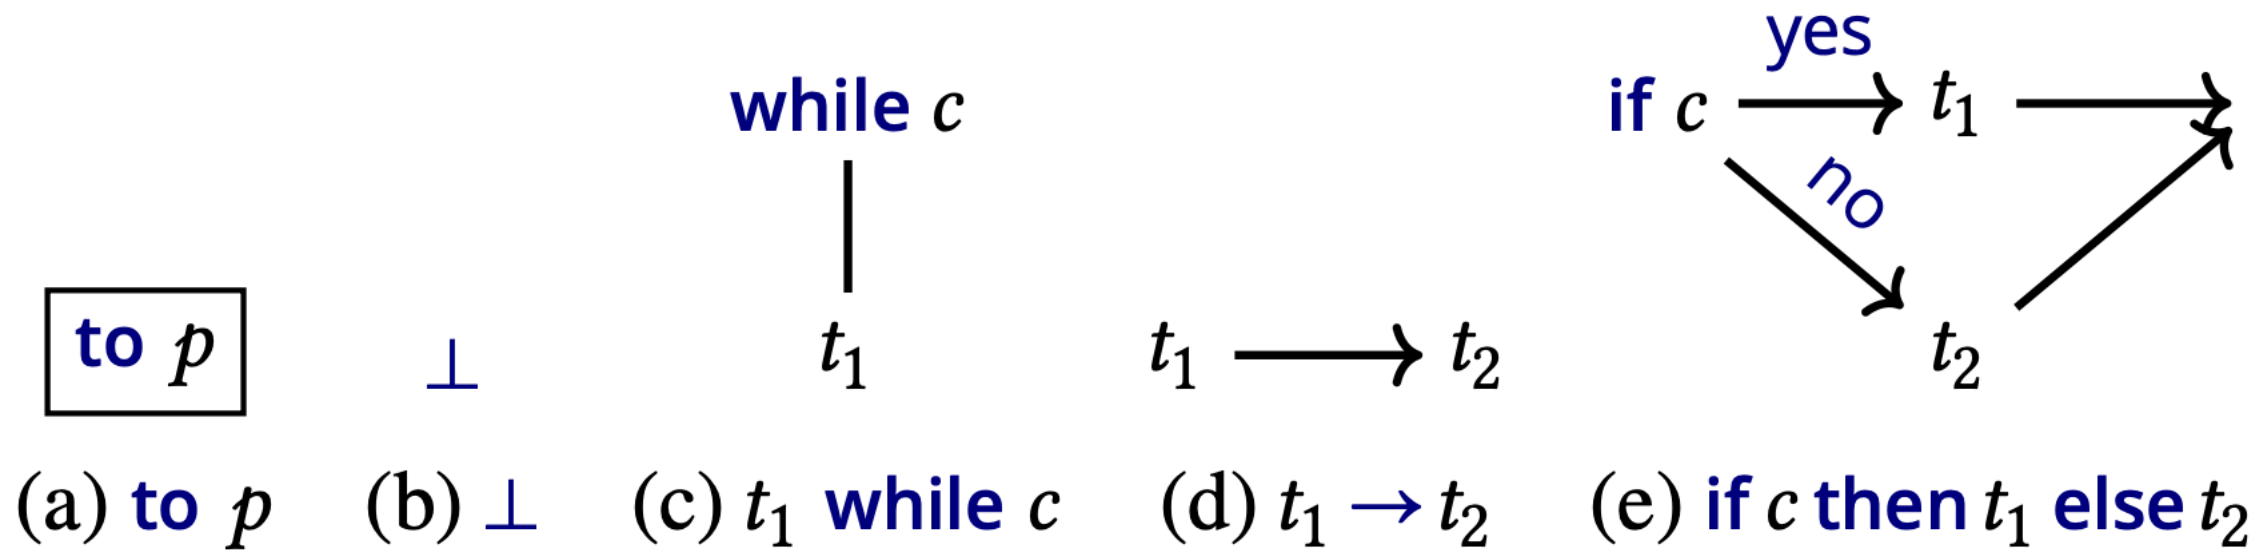 yes
while c
if c
t₁
no
to p
⊥
t₁
t₁ t₂
t₂
(a) to p
(b) ⊥
(c) t₁ while c
(d) t₁ → t₂
(e) if c then t₁ else t₂